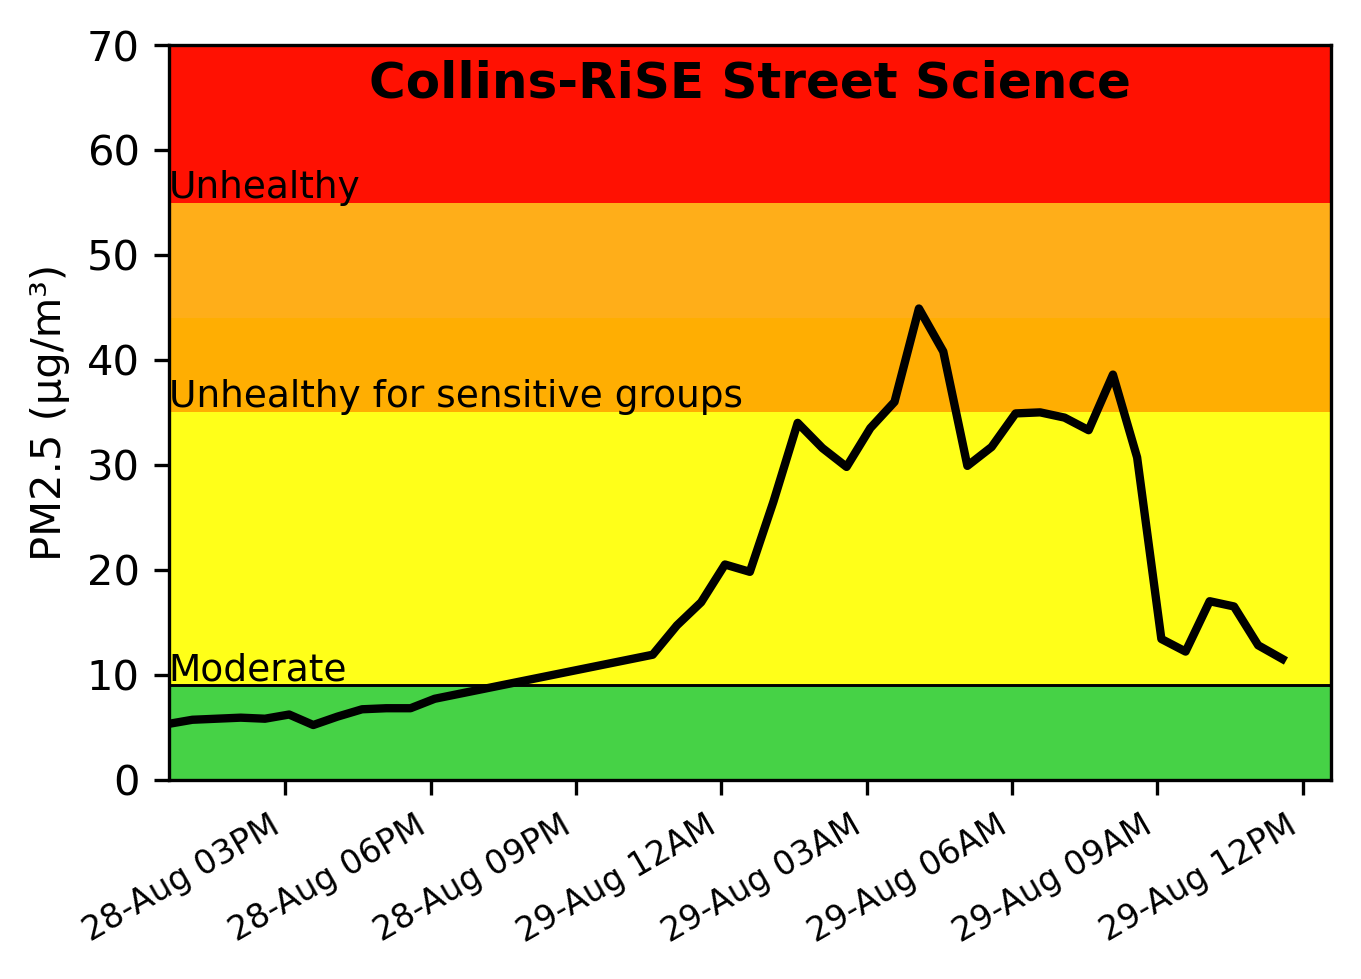 Collins-RiSE Street Science
70
60
50
40
30
20
10
0
PM2.5 (µg/m³)
Unhealthy
Unhealthy for sensitive groups
Moderate
28-Aug 03PM
28-Aug 06PM
28-Aug 09PM
29-Aug 12AM
29-Aug 03AM
29-Aug 06AM
29-Aug 09AM
29-Aug 12PM